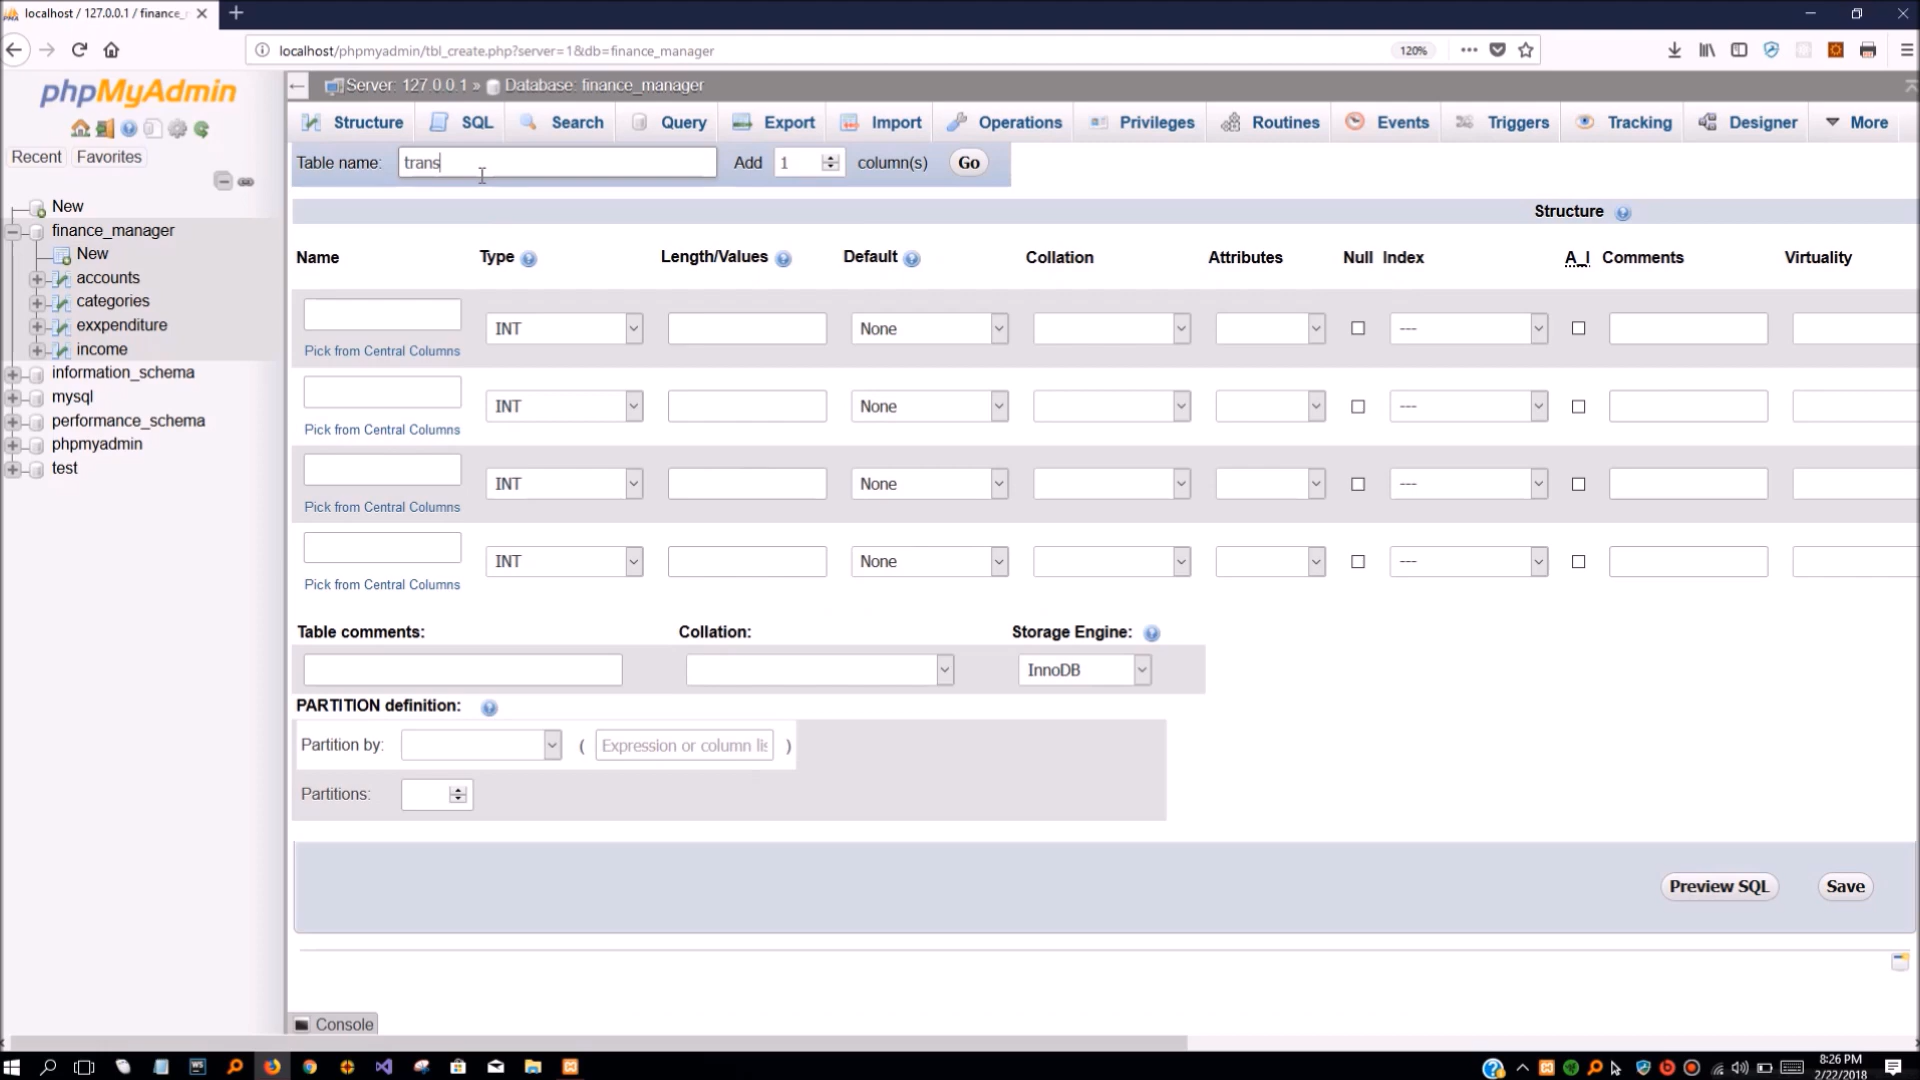 localhost / 127.0.0.1 / finance_
localhost/phpmyadmin/tbl_create.php?server=1&db=finance_manager
120%
phpMyAdmin
Server: 127.0.0.1 » Database: finance_manager
Structure SQL Search Query Export Import Operations Privileges Routines Events Triggers Tracking Designer More
Recent Favorites
Table name: trans Add 1 column(s) Go
New
finance_manager
New
accounts
categories
exxpenditure
income
information_schema
mysql
performance_schema
phpmyadmin
test
Structure
Name Type Length/Values Default Collation Attributes Null Index A_I Comments Virtuality
INT None ---
Pick from Central Columns
INT None ---
Pick from Central Columns
INT None ---
Pick from Central Columns
INT None ---
Pick from Central Columns
Table comments: Collation: Storage Engine:
InnoDB
PARTITION definition:
Partition by: ( Expression or column lis )
Partitions:
Preview SQL Save
Console
8:26 PM
2/22/2018